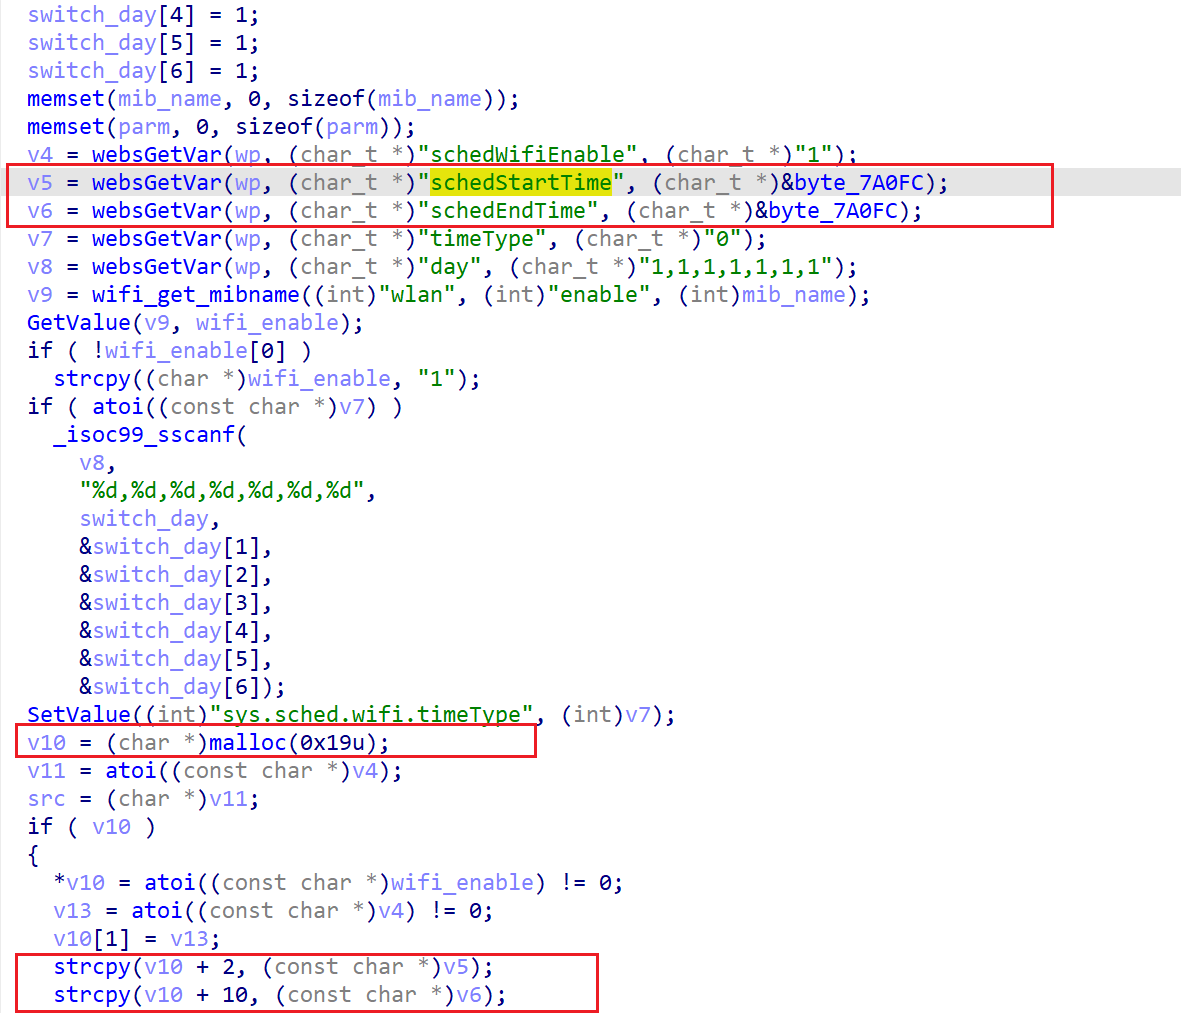 switch_day[4] = 1;
switch_day[5] = 1;
switch_day[6] = 1;
memset(mib_name, 0, sizeof(mib_name));
memset(parm, 0, sizeof(parm));
v4 = websGetVar(wp, (char_t *)"schedWifiEnable", (char_t *)"1");
v5 = websGetVar(wp, (char_t *)"schedStartTime", (char_t *)&byte_7A0FC);
v6 = websGetVar(wp, (char_t *)"schedEndTime", (char_t *)&byte_7A0FC);
v7 = websGetVar(wp, (char_t *)"timeType", (char_t *)"0");
v8 = websGetVar(wp, (char_t *)"day", (char_t *)"1,1,1,1,1,1,1");
v9 = wifi_get_mibname((int)"wlan", (int)"enable", (int)mib_name);
GetValue(v9, wifi_enable);
if ( !wifi_enable[0] )
strcpy((char *)wifi_enable, "1");
if ( atoi((const char *)v7) )
_isoc99_sscanf(
v8,
"%d,%d,%d,%d,%d,%d,%d",
switch_day,
&switch_day[1],
&switch_day[2],
&switch_day[3],
&switch_day[4],
&switch_day[5],
&switch_day[6]);
SetValue((int)"sys.sched.wifi.timeType", (int)v7);
v10 = (char *)malloc(0x19u);
v11 = atoi((const char *)v4);
src = (char *)v11;
if ( v10 )
{
*v10 = atoi((const char *)wifi_enable) != 0;
v13 = atoi((const char *)v4) != 0;
v10[1] = v13;
strcpy(v10 + 2, (const char *)v5);
strcpy(v10 + 10, (const char *)v6);